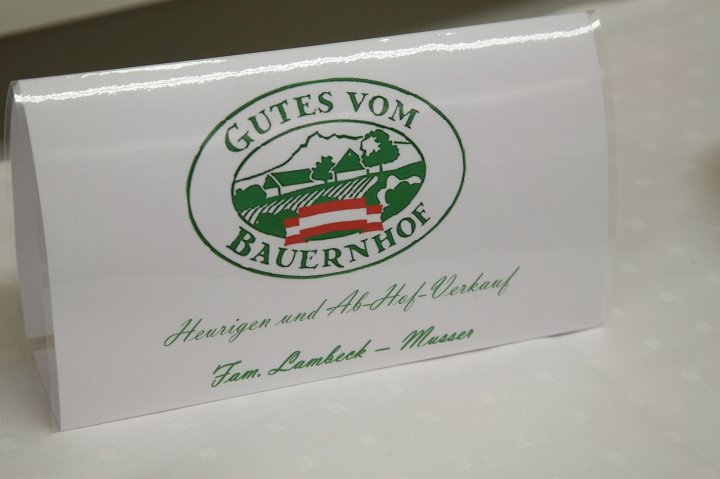 GUTES VOM
BAUERNHOF
Heurigen und Ab-Hof-Verkauf
Fam. Lambeck – Musser